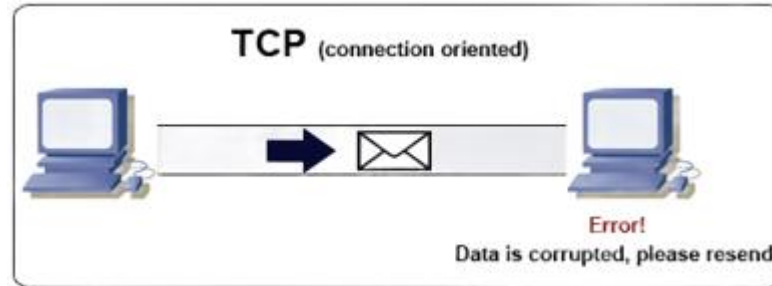 TCP (connection oriented)
Error!
Data is corrupted, please resend